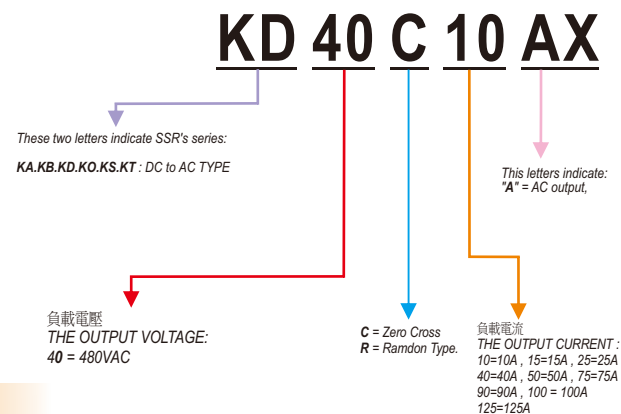 KD 40 C 10 AX
These two letters indicate SSR's series:
KA.KB.KD.KO.KS.KT : DC to AC TYPE
This letters indicate:
"A" = AC output,
負載電壓
THE OUTPUT VOLTAGE:
40 = 480VAC
C = Zero Cross
R = Ramdon Type.
負載電流
THE OUTPUT CURRENT :
10=10A , 15=15A , 25=25A
40=40A , 50=50A , 75=75A
90=90A , 100 = 100A
125=125A